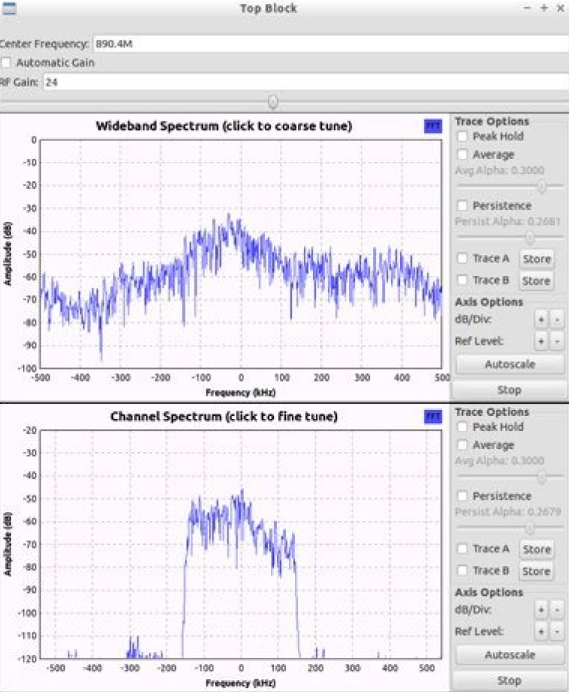 Top Block
Center Frequency: 890.4M
Automatic Gain
RF Gain: 24
Wideband Spectrum (click to coarse tune)
FFT
0
-10
-20
-30
-40
-50
-60
-70
-80
-90
-100
Amplitude (dB)
-500 -400 -300 -200 -100 0 100 200 300 400 500
Frequency (kHz)
Trace Options
Peak Hold
Average
Avg Alpha: 0.3000
Persistence
Persist Alpha: 0.2681
Trace A Store
Trace B Store
Axis Options
dB/Div: + -
Ref Level: + -
Autoscale
Stop
Channel Spectrum (click to fine tune)
FFT
-20
-30
-40
-50
-60
-70
-80
-90
-100
-110
-120
Amplitude (dB)
-500 -400 -300 -200 -100 0 100 200 300 400 500
Frequency (kHz)
Trace Options
Peak Hold
Average
Avg Alpha: 0.3000
Persistence
Persist Alpha: 0.2679
Trace A Store
Trace B Store
Axis Options
dB/Div: + -
Ref Level: + -
Autoscale
Stop